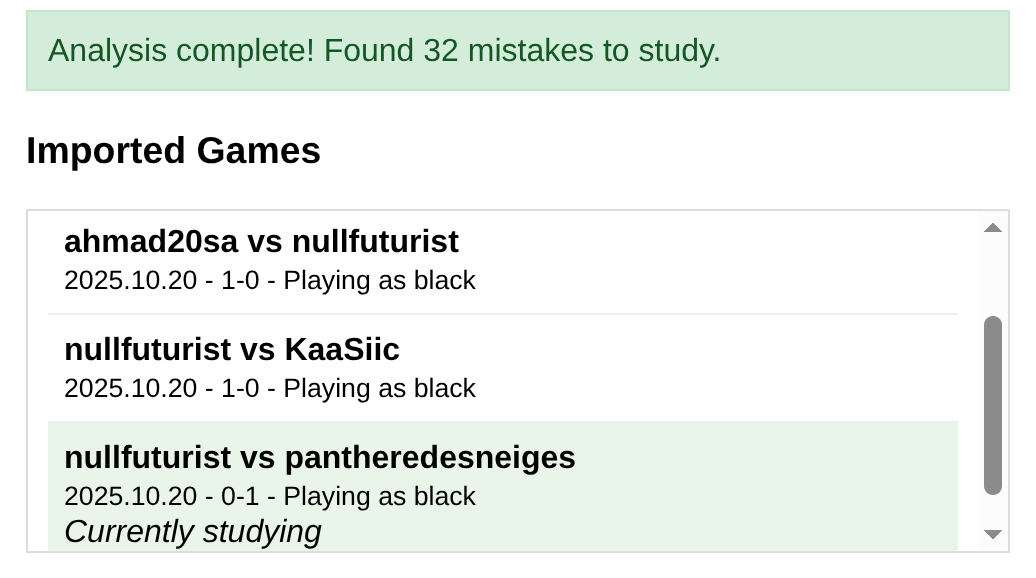 Analysis complete! Found 32 mistakes to study.
Imported Games
ahmad20sa vs nullfuturist
2025.10.20 - 1-0 - Playing as black
nullfuturist vs KaaSiic
2025.10.20 - 1-0 - Playing as black
nullfuturist vs pantheredesneiges
2025.10.20 - 0-1 - Playing as black
Currently studying